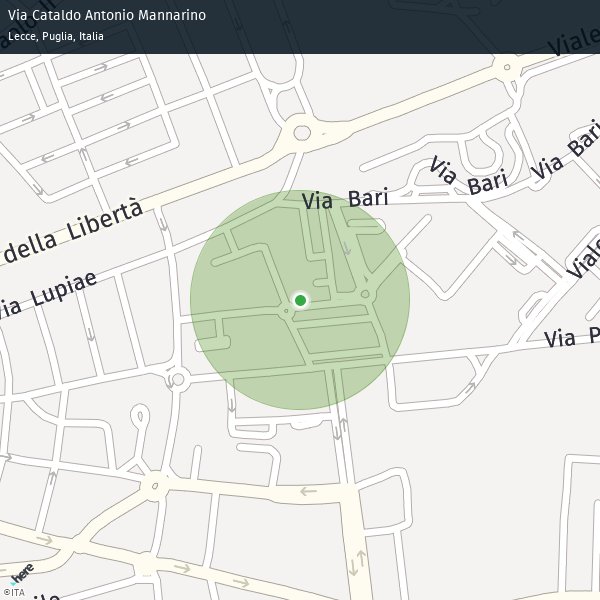 Via Cataldo Antonio Mannarino
Lecce, Puglia, Italia
Viale
Via Bari
Via Bari
Via Bari
della Libertà
Via Lupiae
Viale
Via P
here
©ITA